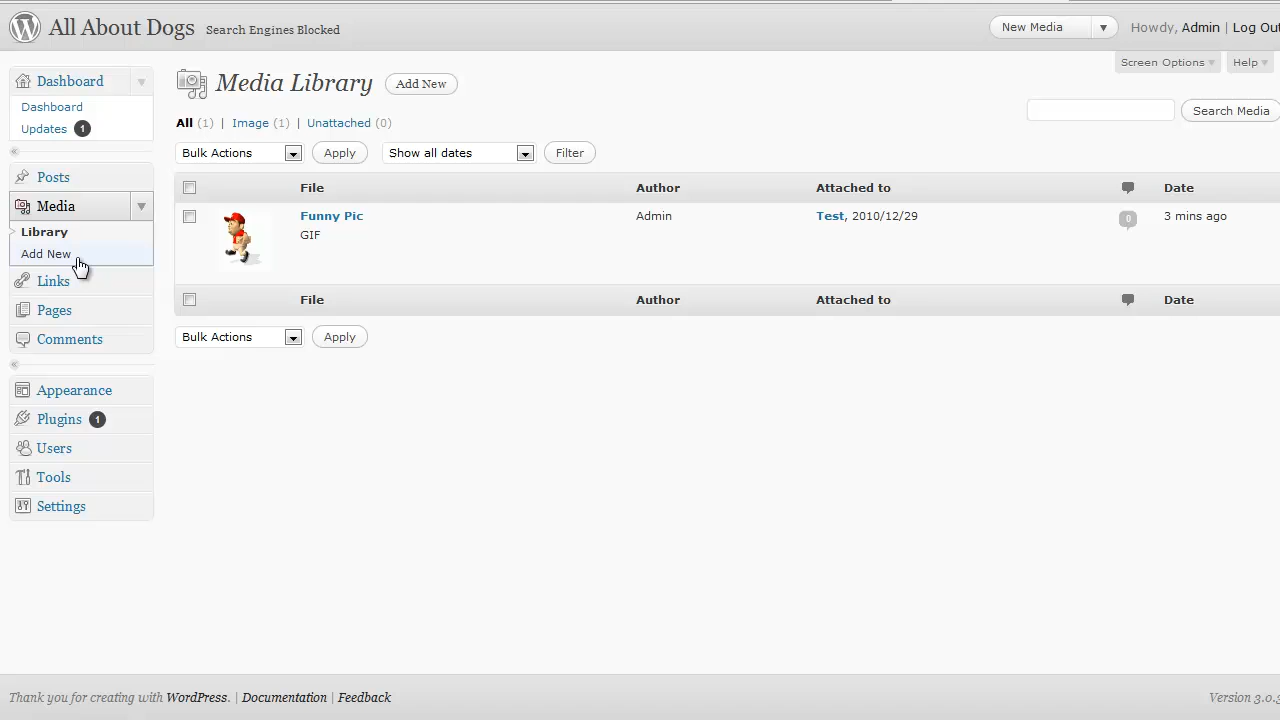 All About Dogs Search Engines Blocked New Media Howdy, Admin | Log Out
Screen Options Help
Dashboard
Dashboard
Updates 1
Posts
Media
Library
Add New
Links
Pages
Comments
Appearance
Plugins 1
Users
Tools
Settings
Media Library Add New
Search Media
All (1) | Image (1) | Unattached (0)
Bulk Actions Apply Show all dates Filter
File Author Attached to Date
Funny Pic Admin Test, 2010/12/29 0 3 mins ago
GIF
File Author Attached to Date
Bulk Actions Apply
Thank you for creating with WordPress. | Documentation | Feedback Version 3.0.3